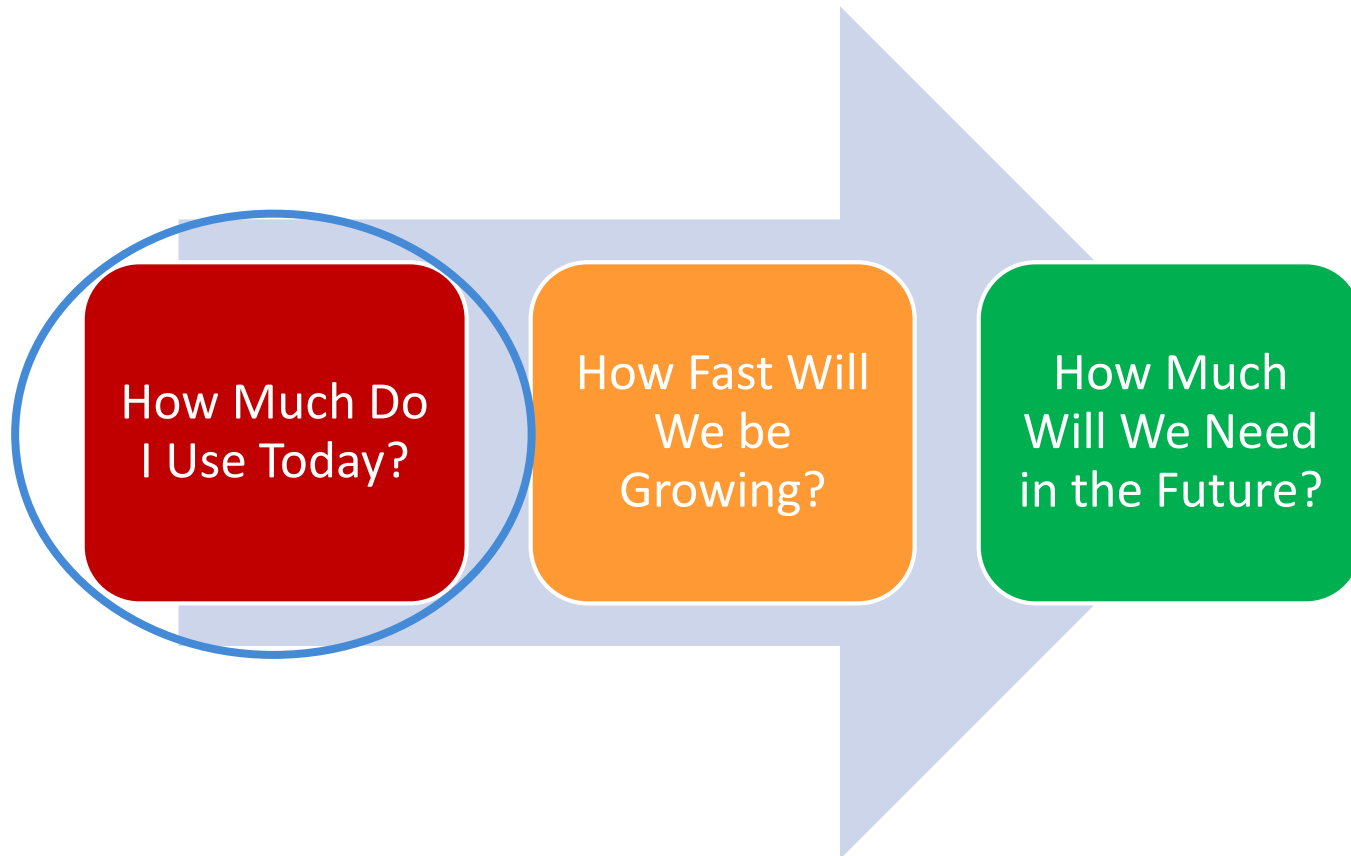 How Much Do
I Use Today?
How Fast Will
We be
Growing?
How Much
Will We Need
in the Future?